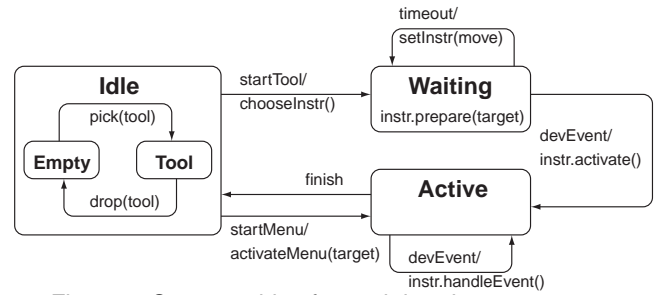 timeout/
setInstr(move)
Idle
startTool/
chooseInstr()
Waiting
instr.prepare(target)
pick(tool)
Empty
Tool
drop(tool)
devEvent/
instr.activate()
finish
Active
startMenu/
activateMenu(target)
devEvent/
instr.handleEvent()